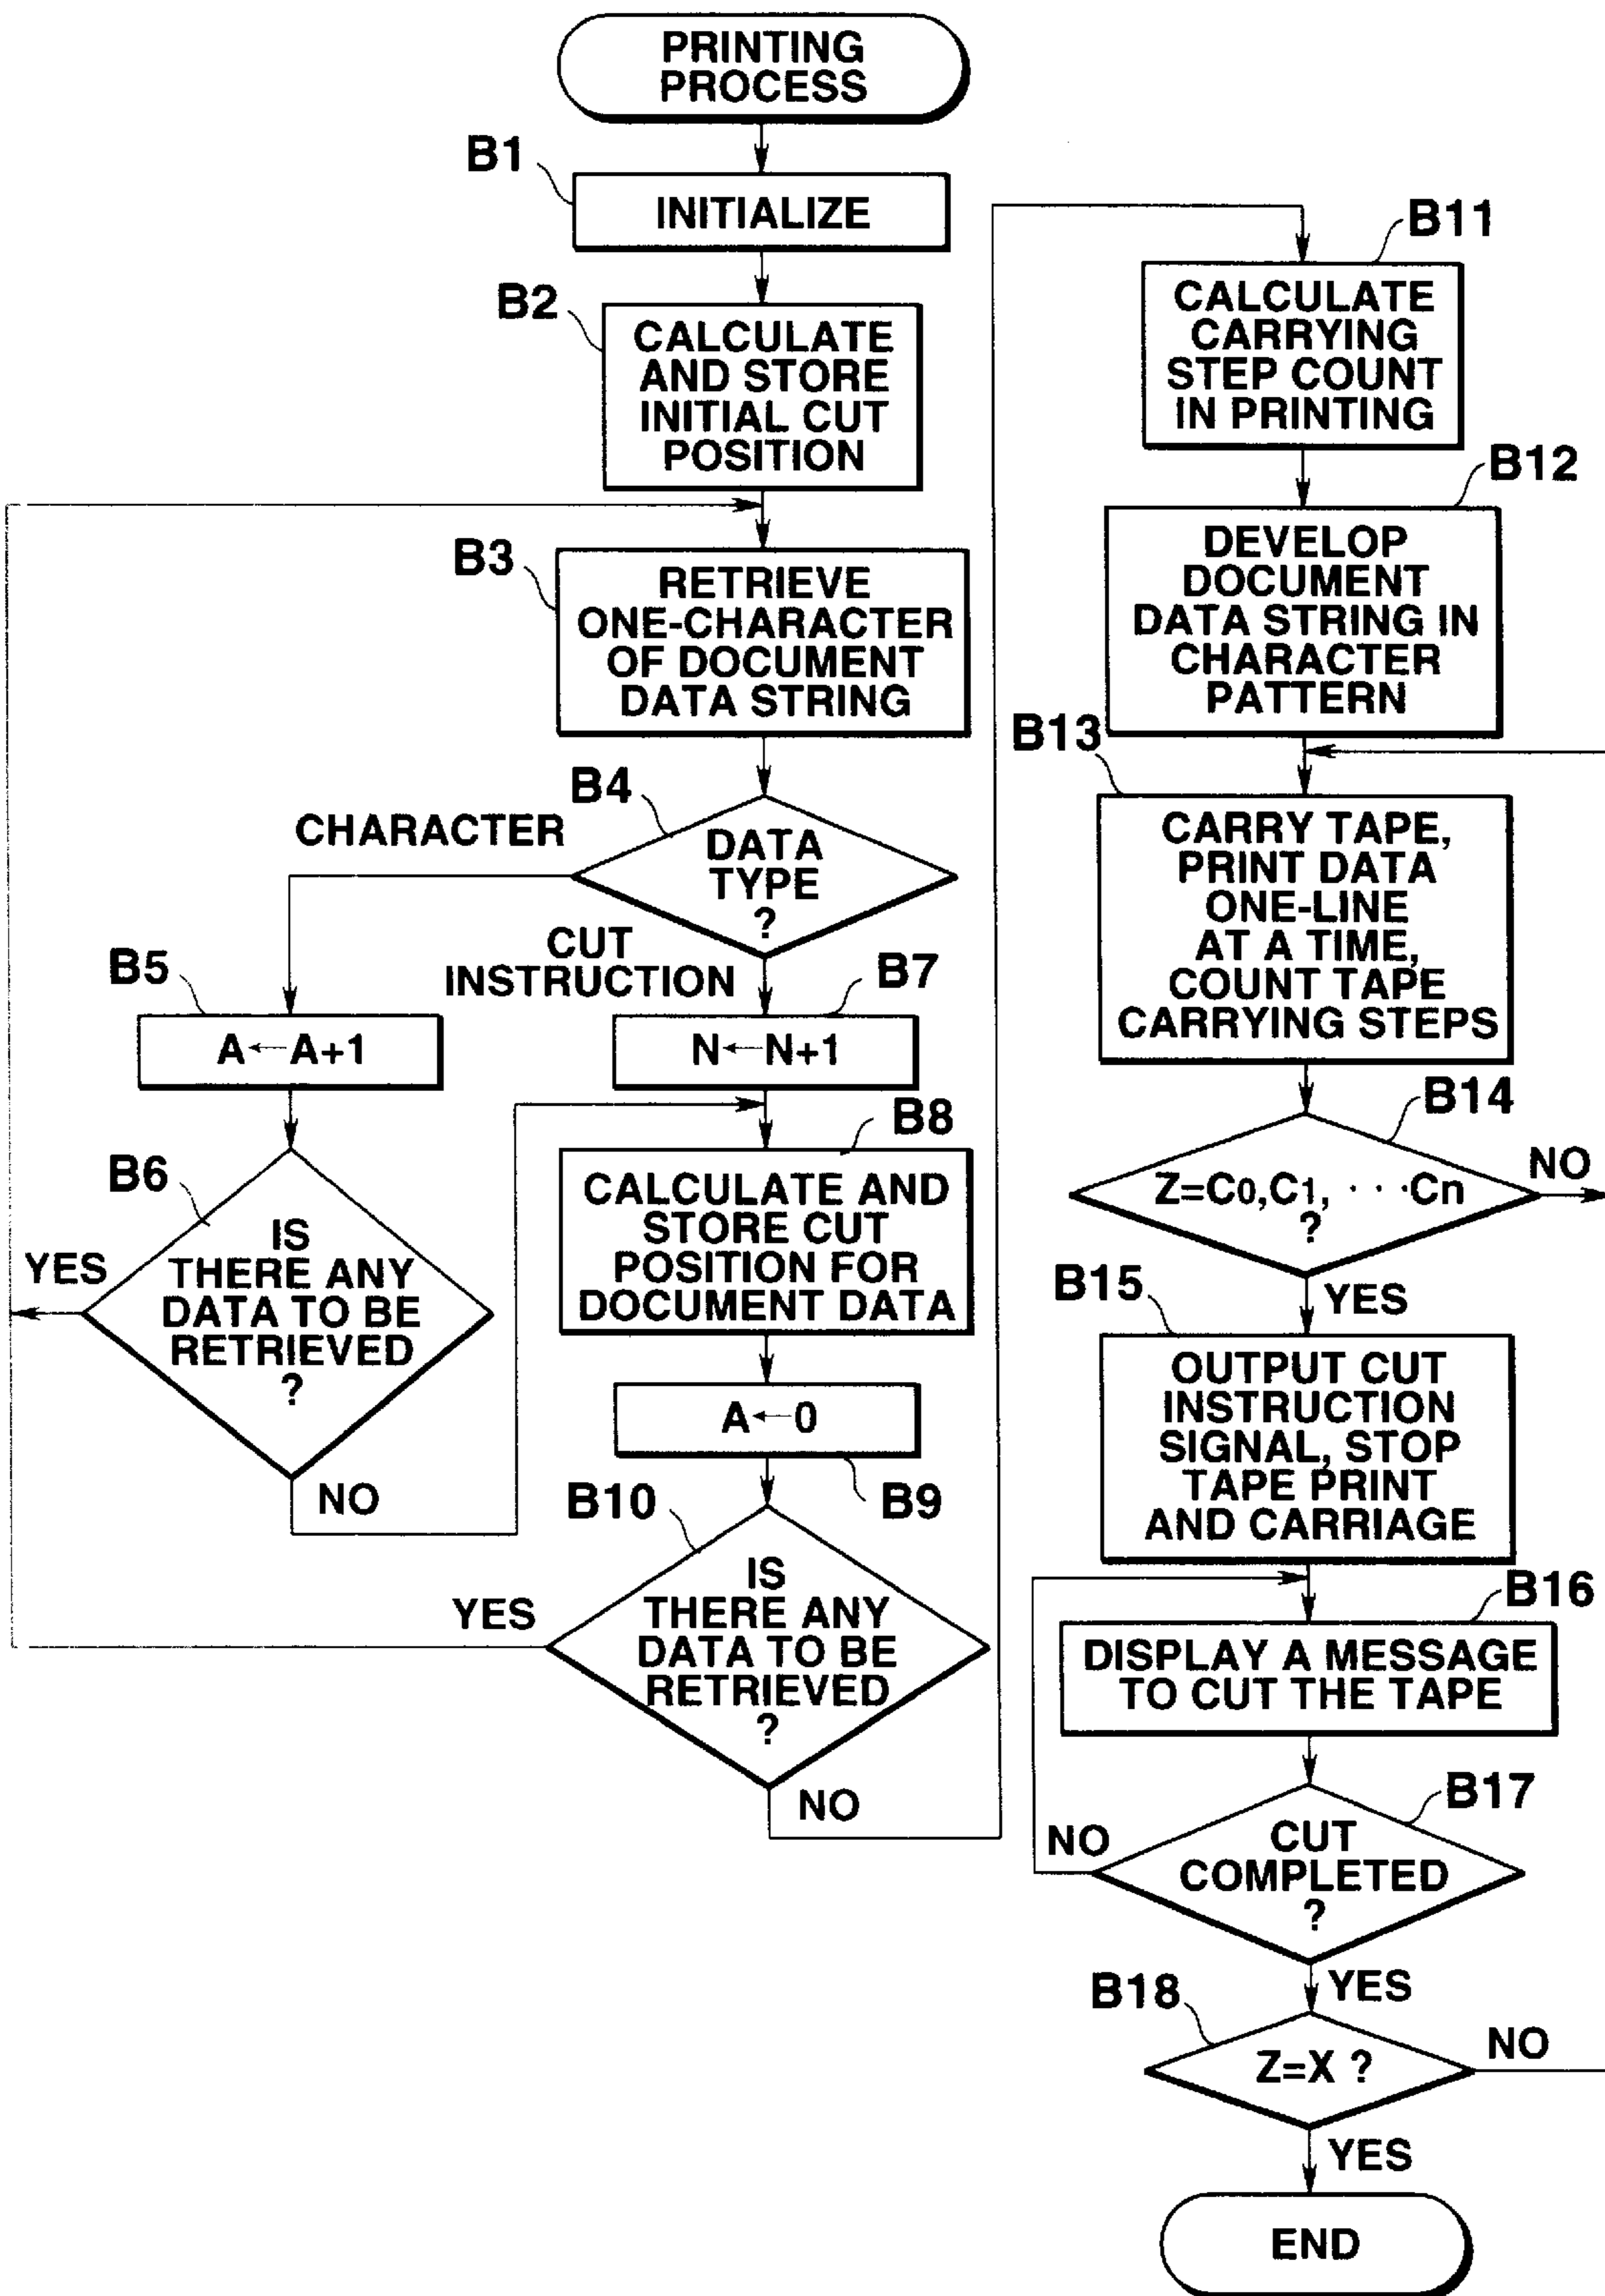 PRINTING
PROCESS
B1
INITIALIZE
B2
CALCULATE
AND STORE
INITIAL CUT
POSITION
B3
RETRIEVE
ONE-CHARACTER
OF DOCUMENT
DATA STRING
B4
DATA
TYPE
?
CHARACTER
CUT
INSTRUCTION
B5
A←A+1
B6
IS
THERE ANY
DATA TO BE
RETRIEVED
?
YES
NO
B7
N←N+1
B8
CALCULATE AND
STORE CUT
POSITION FOR
DOCUMENT DATA
A←0
B9
B10
IS
THERE ANY
DATA TO BE
RETRIEVED
?
YES
NO
B11
CALCULATE
CARRYING
STEP COUNT
IN PRINTING
B12
DEVELOP
DOCUMENT
DATA STRING IN
CHARACTER
PATTERN
B13
CARRY TAPE,
PRINT DATA
ONE-LINE
AT A TIME,
COUNT TAPE
CARRYING STEPS
B14
Z=C0,C1, ···Cn
?
NO
YES
B15
OUTPUT CUT
INSTRUCTION
SIGNAL, STOP
TAPE PRINT
AND CARRIAGE
B16
DISPLAY A MESSAGE
TO CUT THE TAPE
B17
CUT
COMPLETED
?
NO
YES
B18
Z=X ?
NO
YES
END